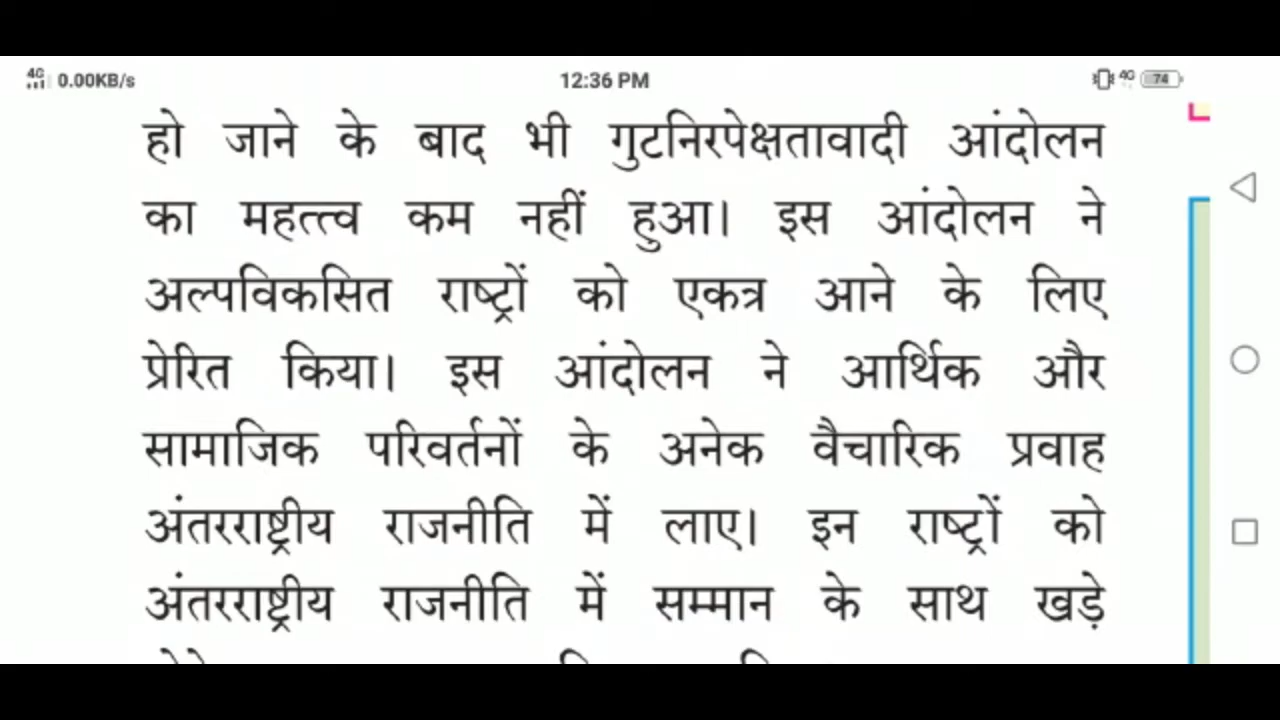 4G 0.00KB/s 12:36 PM 4G 74
हो जाने के बाद भी गुटनिरपेक्षतावादी आंदोलन
का महत्त्व कम नहीं हुआ। इस आंदोलन ने
अल्पविकसित राष्ट्रों को एकत्र आने के लिए
प्रेरित किया। इस आंदोलन ने आर्थिक और
सामाजिक परिवर्तनों के अनेक वैचारिक प्रवाह
अंतरराष्ट्रीय राजनीति में लाए। इन राष्ट्रों को
अंतरराष्ट्रीय राजनीति में सम्मान के साथ खड़े